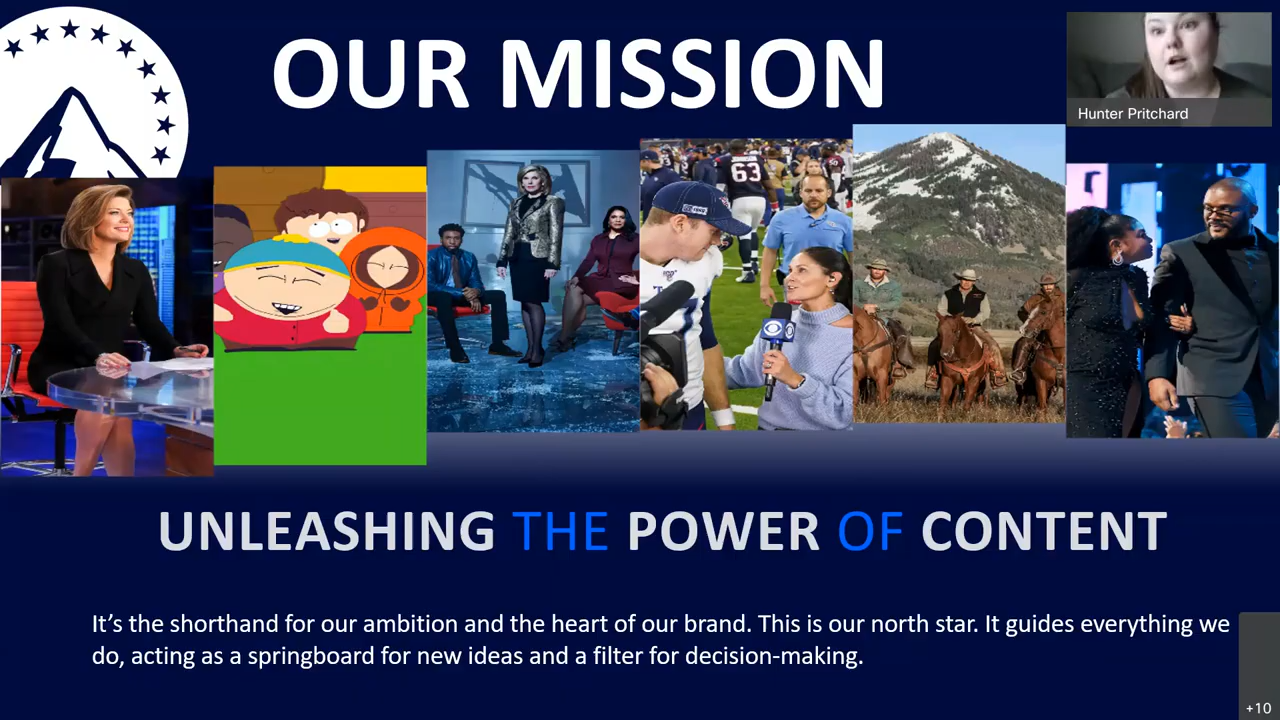 OUR MISSION
Hunter Pritchard
63
UNLEASHING THE POWER OF CONTENT
It's the shorthand for our ambition and the heart of our brand. This is our north star. It guides everything we
do, acting as a springboard for new ideas and a filter for decision-making.
+10